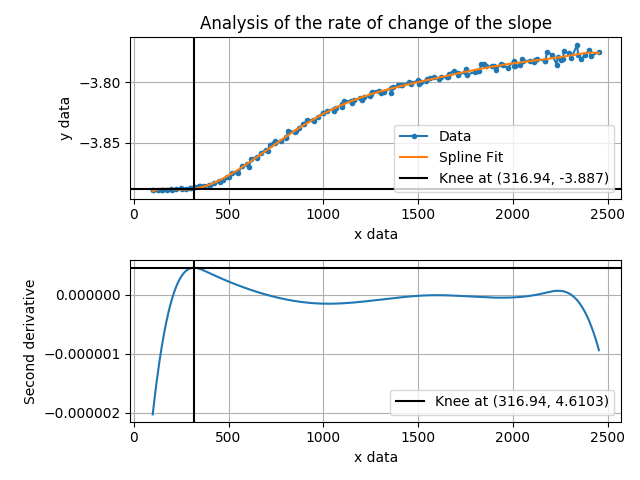 Analysis of the rate of change of the slope
y data
−3.80
−3.85
Data
Spline Fit
Knee at (316.94, -3.887)
0 500 1000 1500 2000 2500
x data
Second derivative
0.000000
−0.000001
−0.000002
Knee at (316.94, 4.6103)
0 500 1000 1500 2000 2500
x data